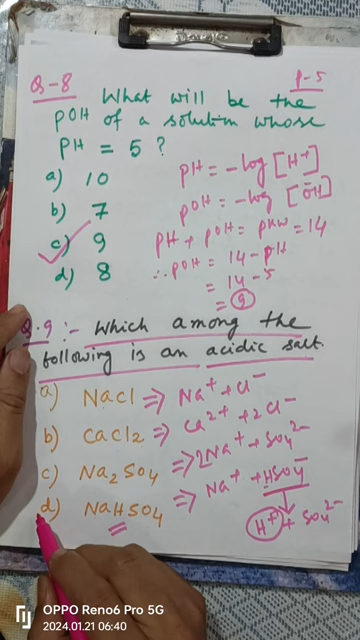 Q-8 What will be the P-5
pOH of a solution whose
pH = 5 ?
pH = -log [H⁺]
a) 10
pOH = -log [OH⁻]
b) 7
pH + pOH = pKw = 14
c) 9
∴ pOH = 14 - pH
d) 8
= 14 - 5
= 9
Q.9 :- Which among the
following is an acidic salt.
a) NaCl ⇒ Na⁺ + Cl⁻
b) CaCl2 ⇒ Ca²⁺ + 2Cl⁻
c) Na2SO4 ⇒ 2Na⁺ + SO4²⁻
d) NaHSO4 ⇒ Na⁺ + HSO4⁻
H⁺ + SO4²⁻
OPPO Reno6 Pro 5G
2024.01.21 06:40